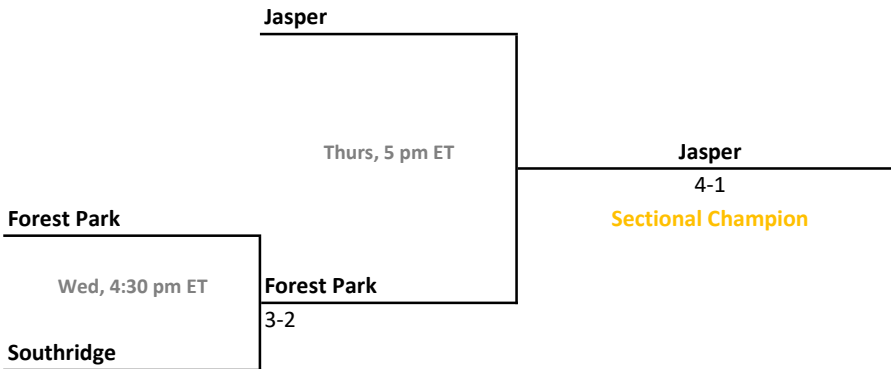 Jasper
Thurs, 5 pm ET
Jasper
4-1
Sectional Champion
Forest Park
Wed, 4:30 pm ET
Forest Park
3-2
Southridge